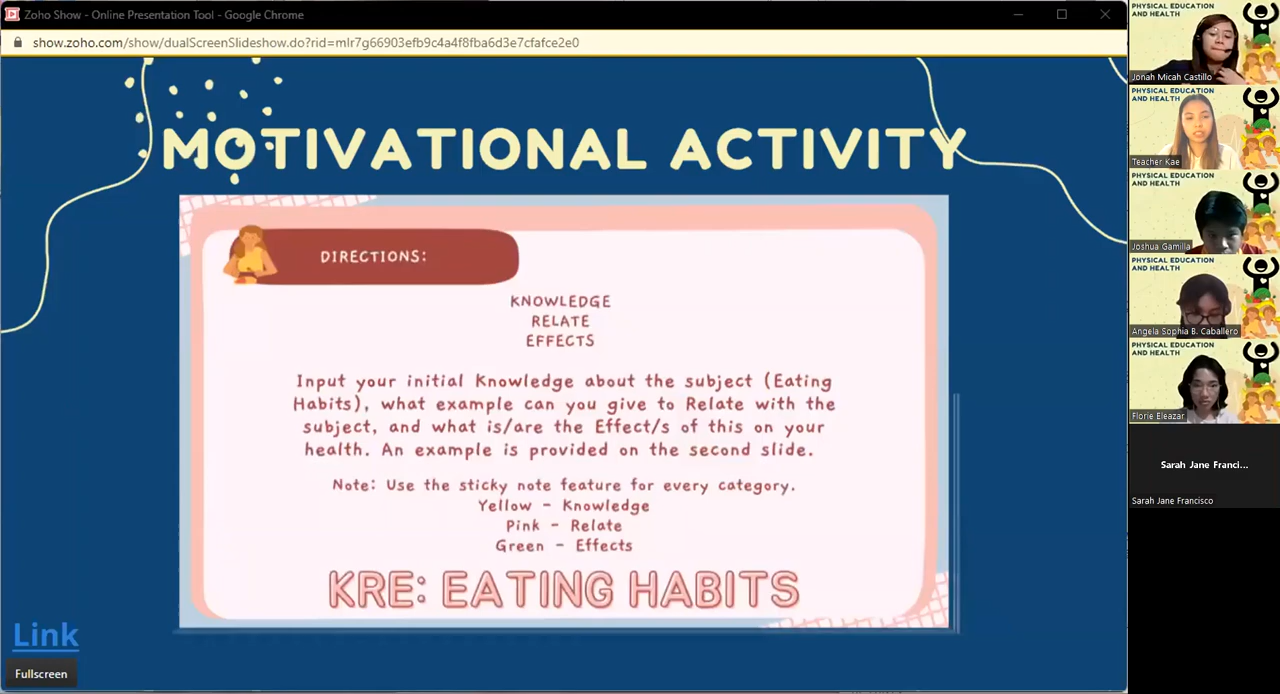 Zoho Show - Online Presentation Tool - Google Chrome
show.zoho.com/show/dualScreenSlideshow.do?rid=mlr7g66903efb9c4a4f8fba6d3e7cfafce2e0
MOTIVATIONAL ACTIVITY
DIRECTIONS:
KNOWLEDGE
RELATE
EFFECTS
Input your initial Knowledge about the subject (Eating
Habits), what example can you give to Relate with the
subject, and what is/are the Effect/s of this on your
health. An example is provided on the second slide.
Note: Use the sticky note feature for every category.
Yellow - Knowledge
Pink - Relate
Green - Effects
KRE: EATING HABITS
Link
Fullscreen
PHYSICAL EDUCATION
AND HEALTH
Jonah Micah Castillo
PHYSICAL EDUCATION
AND HEALTH
Teacher Kae
PHYSICAL EDUCATION
AND HEALTH
Joshua Gamilla
PHYSICAL EDUCATION
AND HEALTH
Angela Sophia B. Caballero
PHYSICAL EDUCATION
AND HEALTH
Florie Eleazar
Sarah Jane Franci...
Sarah Jane Francisco